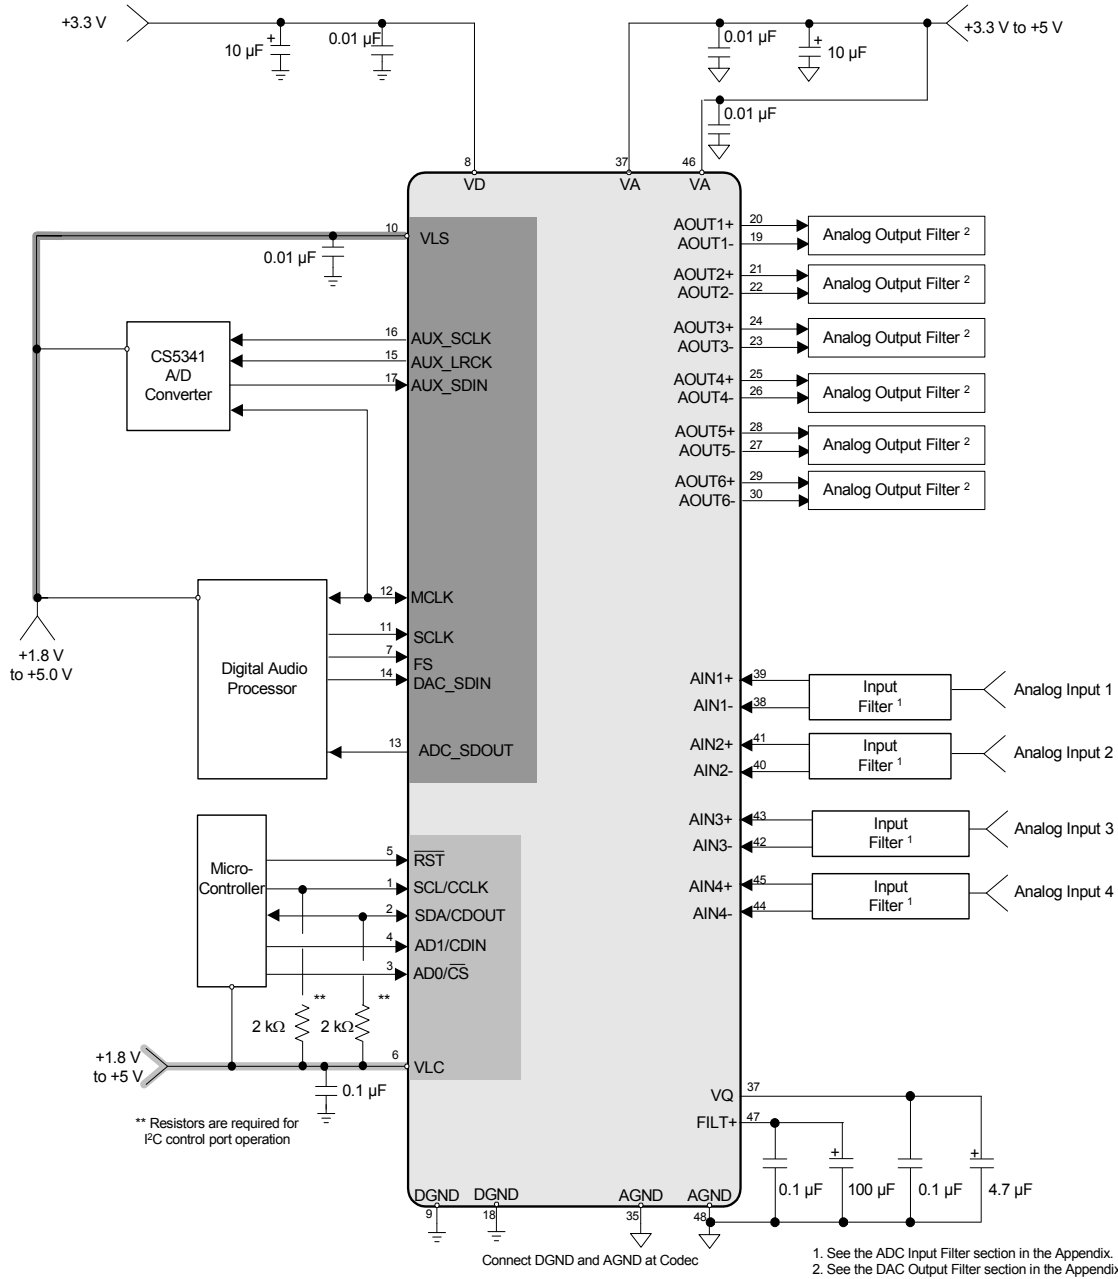 +3.3 V
10 µF
+
0.01 µF
0.01 µF
+
10 µF
+3.3 V to +5 V
0.01 µF
8
37
46
VD
VA
VA
10
VLS
0.01 µF
CS5341
A/D
Converter
16
AUX_SCLK
15
AUX_LRCK
17
AUX_SDIN
+1.8 V
to +5.0 V
Digital Audio
Processor
12
MCLK
11
SCLK
7
FS
14
DAC_SDIN
13
ADC_SDOUT
Micro-
Controller
5
RST
1
SCL/CCLK
2
SDA/CDOUT
4
AD1/CDIN
3
AD0/CS
**
**
2 kΩ
2 kΩ
+1.8 V
to +5 V
6
VLC
0.1 µF
** Resistors are required for
I²C control port operation
AOUT1+
20
AOUT1-
19
Analog Output Filter ²
AOUT2+
21
AOUT2-
22
Analog Output Filter ²
AOUT3+
24
AOUT3-
23
Analog Output Filter ²
AOUT4+
25
AOUT4-
26
Analog Output Filter ²
AOUT5+
28
AOUT5-
27
Analog Output Filter ²
AOUT6+
29
AOUT6-
30
Analog Output Filter ²
AIN1+
39
AIN1-
38
Input
Filter ¹
Analog Input 1
AIN2+
41
AIN2-
40
Input
Filter ¹
Analog Input 2
AIN3+
43
AIN3-
42
Input
Filter ¹
Analog Input 3
AIN4+
45
AIN4-
44
Input
Filter ¹
Analog Input 4
VQ
37
FILT+
47
0.1 µF
+
100 µF
0.1 µF
+
4.7 µF
DGND
9
DGND
18
AGND
35
AGND
48
Connect DGND and AGND at Codec
1. See the ADC Input Filter section in the Appendix.
2. See the DAC Output Filter section in the Appendix